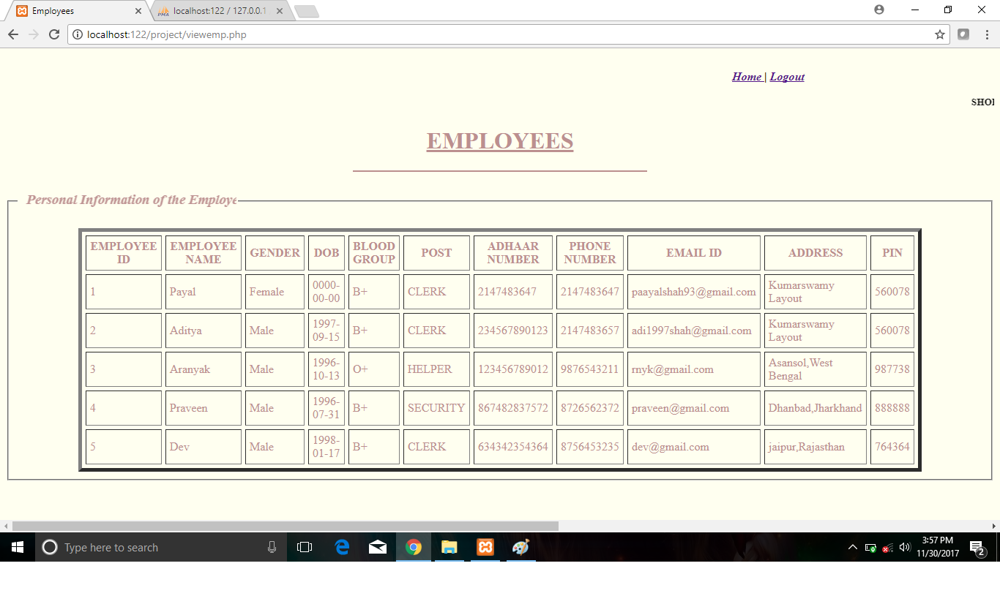 Employees
localhost:122 / 127.0.0.1
localhost:122/project/viewemp.php
Home | Logout
EMPLOYEES
Personal Information of the Employe
EMPLOYEE ID EMPLOYEE NAME GENDER DOB BLOOD GROUP POST ADHAAR NUMBER PHONE NUMBER EMAIL ID ADDRESS PIN
1 Payal Female 0000-00-00 B+ CLERK 2147483647 2147483647 paayalshah93@gmail.com Kumarswamy Layout 560078
2 Aditya Male 1997-09-15 B+ CLERK 234567890123 2147483657 adi1997shah@gmail.com Kumarswamy Layout 560078
3 Aranyak Male 1996-10-13 O+ HELPER 123456789012 9876543211 rnyk@gmail.com Asansol,West Bengal 987738
4 Praveen Male 1996-07-31 B+ SECURITY 867482837572 8726562372 praveen@gmail.com Dhanbad,Jharkhand 888888
5 Dev Male 1998-01-17 B+ CLERK 634342354364 8756453235 dev@gmail.com jaipur,Rajasthan 764364
Type here to search
3:57 PM
11/30/2017
2